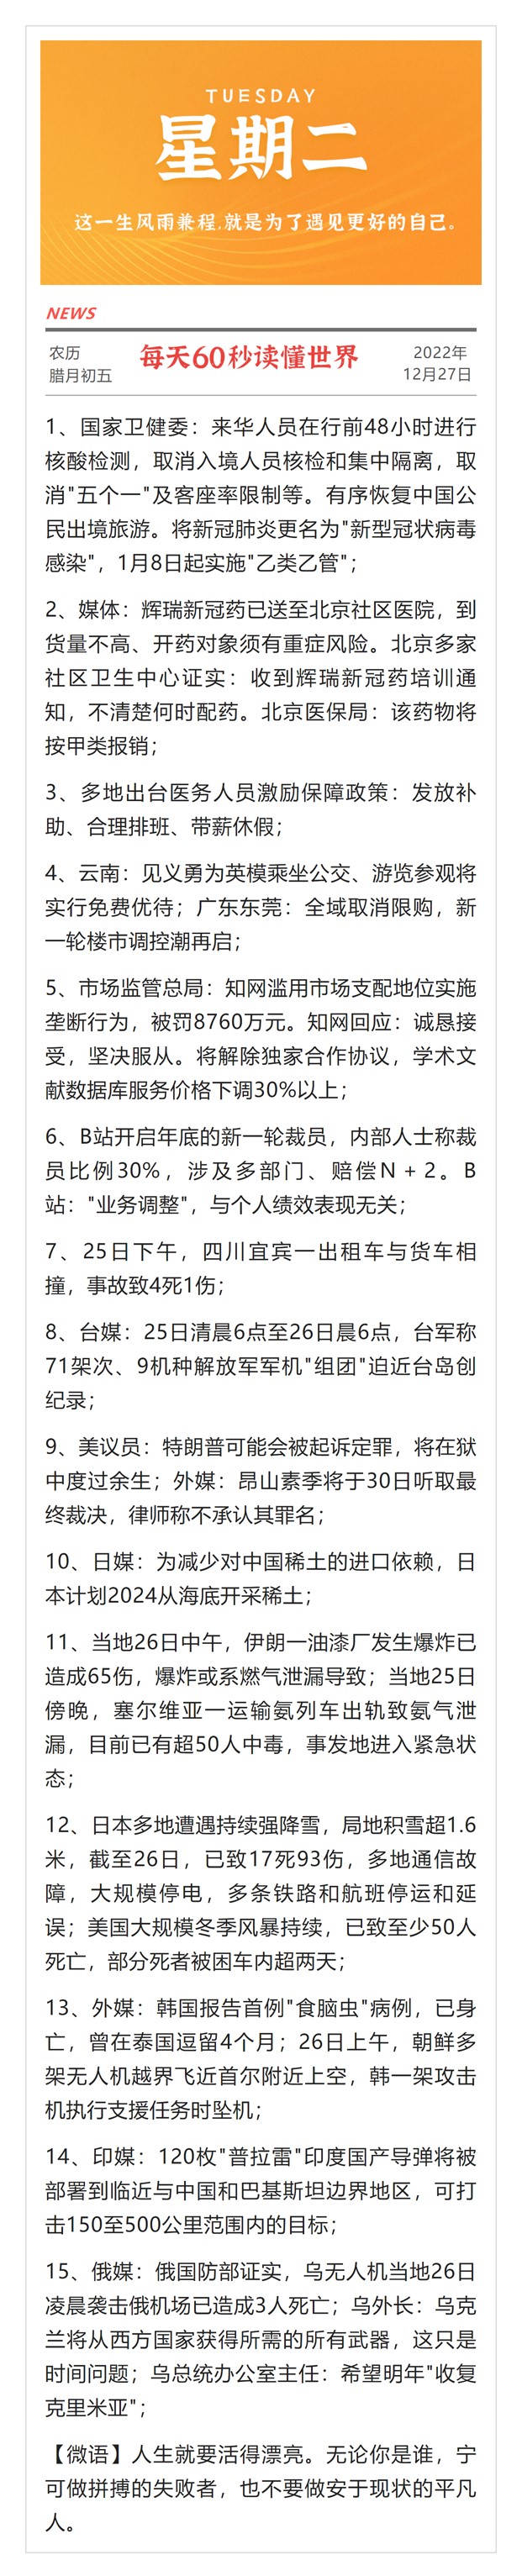 TUESDAY
星期二
这一生风雨兼程,就是为了遇见更好的自己。
NEWS
农历
腊月初五
每天60秒读懂世界
2022年
12月27日
1、国家卫健委：来华人员在行前48小时进行
核酸检测，取消入境人员核检和集中隔离，取
消"五个一"及客座率限制等。有序恢复中国公
民出境旅游。将新冠肺炎更名为"新型冠状病毒
感染"，1月8日起实施"乙类乙管"；
2、媒体：辉瑞新冠药已送至北京社区医院，到
货量不高、开药对象须有重症风险。北京多家
社区卫生中心证实：收到辉瑞新冠药培训通
知，不清楚何时配药。北京医保局：该药物将
按甲类报销；
3、多地出台医务人员激励保障政策：发放补
助、合理排班、带薪休假；
4、云南：见义勇为英模乘坐公交、游览参观将
实行免费优待；广东东莞：全域取消限购，新
一轮楼市调控潮再启；
5、市场监管总局：知网滥用市场支配地位实施
垄断行为，被罚8760万元。知网回应：诚恳接
受，坚决服从。将解除独家合作协议，学术文
献数据库服务价格下调30%以上；
6、B站开启年底的新一轮裁员，内部人士称裁
员比例30%，涉及多部门、赔偿N + 2。B
站："业务调整"，与个人绩效表现无关；
7、25日下午，四川宜宾一出租车与货车相
撞，事故致4死1伤；
8、台媒：25日清晨6点至26日晨6点，台军称
71架次、9机种解放军军机"组团"迫近台岛创
纪录；
9、美议员：特朗普可能会被起诉定罪，将在狱
中度过余生；外媒：昂山素季将于30日听取最
终裁决，律师称不承认其罪名；
10、日媒：为减少对中国稀土的进口依赖，日
本计划2024从海底开采稀土；
11、当地26日中午，伊朗一油漆厂发生爆炸已
造成65伤，爆炸或系燃气泄漏导致；当地25日
傍晚，塞尔维亚一运输氨列车出轨致氨气泄
漏，目前已有超50人中毒，事发地进入紧急状
态；
12、日本多地遭遇持续强降雪，局地积雪超1.6
米，截至26日，已致17死93伤，多地通信故
障，大规模停电，多条铁路和航班停运和延
误；美国大规模冬季风暴持续，已致至少50人
死亡，部分死者被困车内超两天；
13、外媒：韩国报告首例"食脑虫"病例，已身
亡，曾在泰国逗留4个月；26日上午，朝鲜多
架无人机越界飞近首尔附近上空，韩一架攻击
机执行支援任务时坠机；
14、印媒：120枚"普拉雷"印度国产导弹将被
部署到临近与中国和巴基斯坦边界地区，可打
击150至500公里范围内的目标；
15、俄媒：俄国防部证实，乌无人机当地26日
凌晨袭击俄机场已造成3人死亡；乌外长：乌克
兰将从西方国家获得所需的所有武器，这只是
时间问题；乌总统办公室主任：希望明年"收复
克里米亚"；
【微语】人生就要活得漂亮。无论你是谁，宁
可做拼搏的失败者，也不要做安于现状的平凡
人。